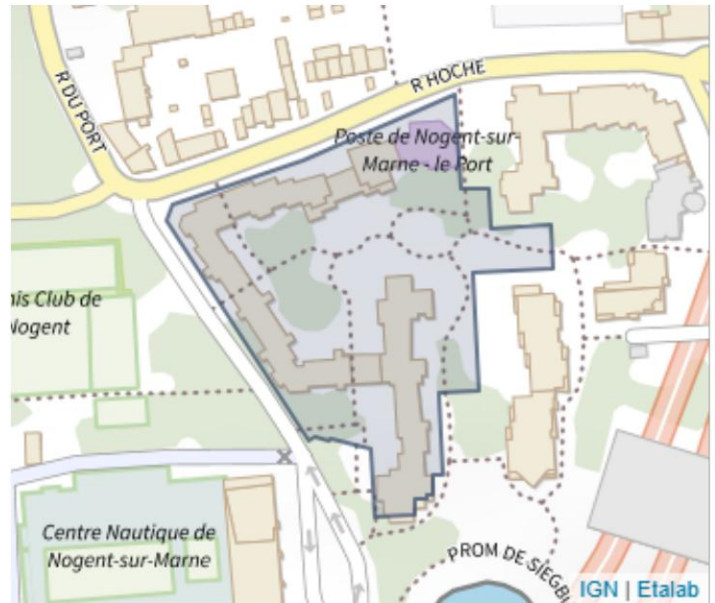 R DU PORT
R HOCHE
Poste de Nogent-sur-
Marne - le Port
nis Club de
Nogent
Centre Nautique de
Nogent-sur-Marne
PROM DE SIEGB
IGN | Etalab